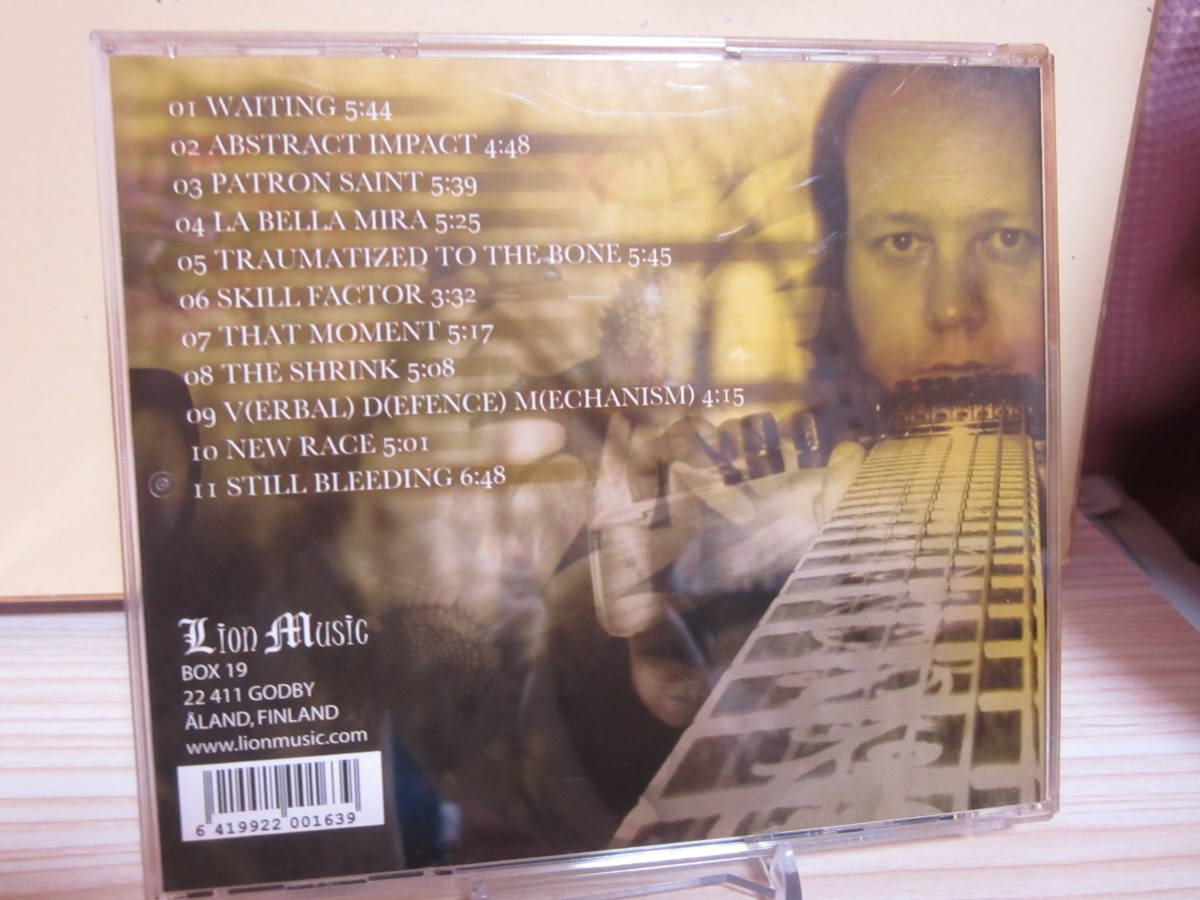 01 WAITING 5:44
02 ABSTRACT IMPACT 4:48
03 PATRON SAINT 5:39
04 LA BELLA MIRA 5:25
05 TRAUMATIZED TO THE BONE 5:45
06 SKILL FACTOR 3:32
07 THAT MOMENT 5:17
08 THE SHRINK 5:08
09 V(ERBAL) D(EFENCE) M(ECHANISM) 4:15
10 NEW RACE 5:01
11 STILL BLEEDING 6:48
Lion Music
BOX 19
22 411 GODBY
ÅLAND, FINLAND
www.lionmusic.com
6 419922 001639